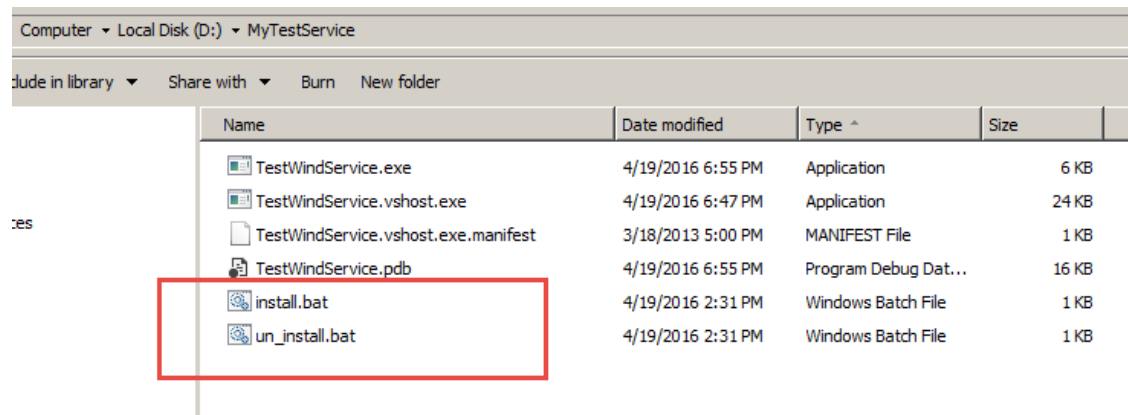 Computer Local Disk (D:) MyTestService
clude in library Share with Burn New folder
Name Date modified Type Size
TestWindService.exe 4/19/2016 6:55 PM Application 6 KB
TestWindService.vshost.exe 4/19/2016 6:47 PM Application 24 KB
TestWindService.vshost.exe.manifest 3/18/2013 5:00 PM MANIFEST File 1 KB
ces
TestWindService.pdb 4/19/2016 6:55 PM Program Debug Dat... 16 KB
install.bat 4/19/2016 2:31 PM Windows Batch File 1 KB
un_install.bat 4/19/2016 2:31 PM Windows Batch File 1 KB